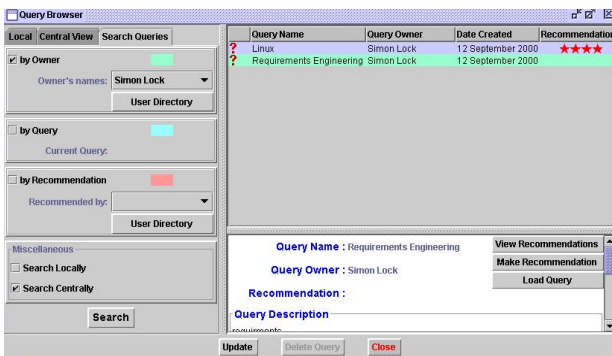 Query Browser
Local Central View Search Queries
by Owner
Owner's names: Simon Lock
User Directory
by Query
Current Query:
by Recommendation
Recommended by:
User Directory
Miscellaneous
Search Locally
Search Centrally
Search
Query Name Query Owner Date Created Recommendation
? Linux Simon Lock 12 September 2000 ★★★★
? Requirements Engineering Simon Lock 12 September 2000
Query Name : Requirements Engineering
Query Owner : Simon Lock
Recommendation :
Query Description
requirments
View Recommendations
Make Recommendation
Load Query
Update Delete Query Close